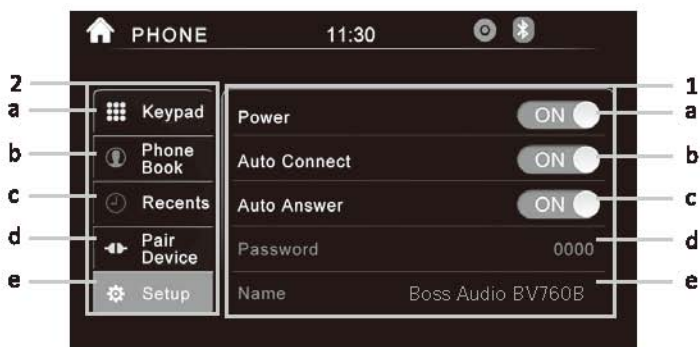 PHONE 11:30
2 1
a Keypad Power ON a
b Phone Book Auto Connect ON b
c Recents Auto Answer ON c
d Pair Device Password 0000 d
e Setup Name Boss Audio BV760B e